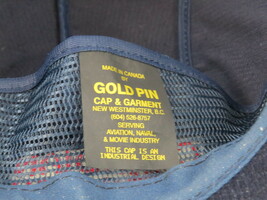 MADE IN CANADA
BY
GOLD PIN
CAP & GARMENT
NEW WESTMINSTER, B.C.
(604) 526-8757
SERVING
AVIATION, NAVAL,
& MOVIE INDUSTRY
THIS CAP IS AN
INDUSTRIAL DESIGN